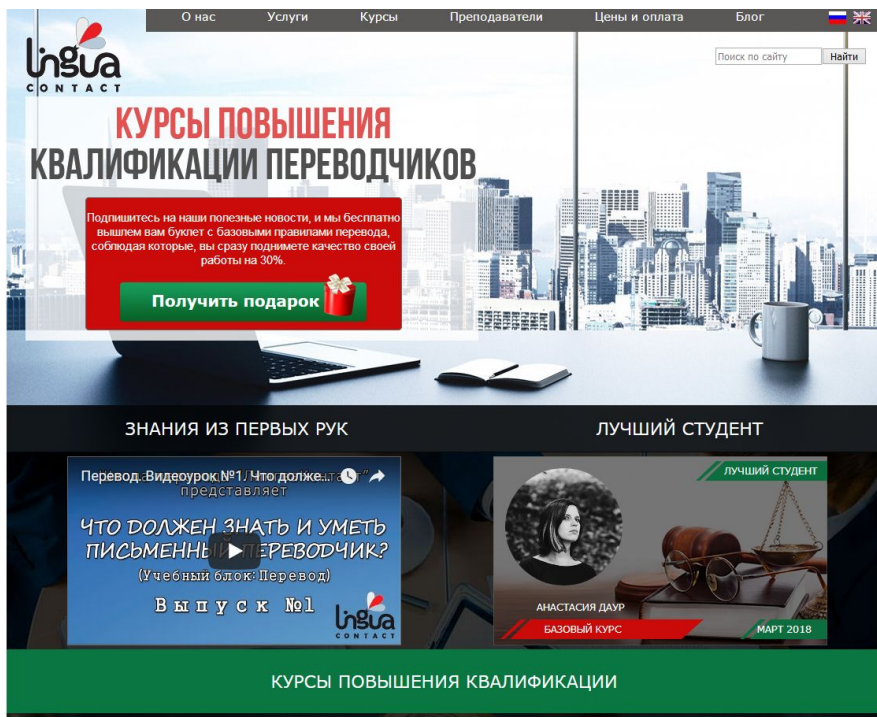 О нас Услуги Курсы Преподаватели Цены и оплата Блог
Lingua
CONTACT
Поиск по сайту Найти
КУРСЫ ПОВЫШЕНИЯ
КВАЛИФИКАЦИИ ПЕРЕВОДЧИКОВ
Подпишитесь на наши полезные новости, и мы бесплатно
вышлем вам буклет с базовыми правилами перевода,
соблюдая которые, вы сразу поднимете качество своей
работы на 30%.
Получить подарок
ЗНАНИЯ ИЗ ПЕРВЫХ РУК
ЛУЧШИЙ СТУДЕНТ
Перевод. Видеоурок №1. Что долже...
представляет
ЧТО ДОЛЖЕН ЗНАТЬ И УМЕТЬ
ПИСЬМЕННЫЙ ПЕРЕВОДЧИК?
(Учебный блок: Перевод)
Выпуск №1
Lingua
CONTACT
ЛУЧШИЙ СТУДЕНТ
АНАСТАСИЯ ДАУР
БАЗОВЫЙ КУРС
МАРТ 2018
КУРСЫ ПОВЫШЕНИЯ КВАЛИФИКАЦИИ